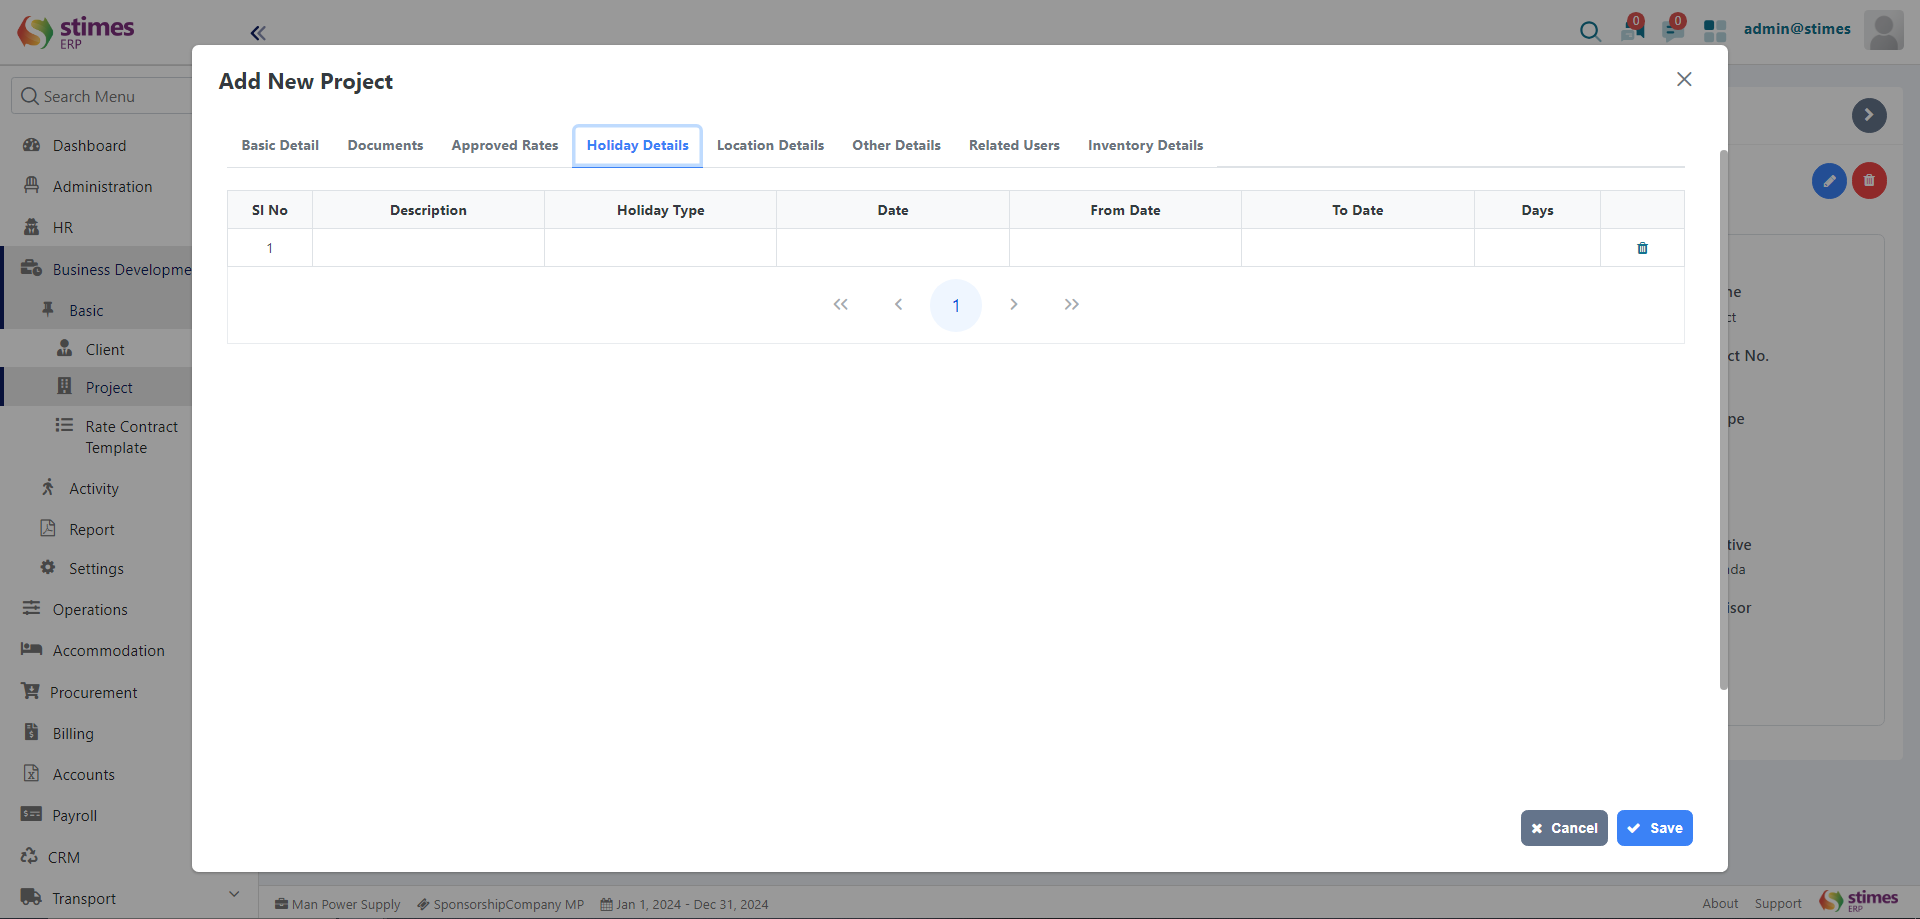 stimes
ERP
0
0
admin@stimes
Search Menu
Dashboard
Administration
HR
Business Developme
Basic
Client
Project
Rate Contract
Template
Activity
Report
Settings
Operations
Accommodation
Procurement
Billing
Accounts
Payroll
CRM
Transport
Add New Project
Basic Detail
Documents
Approved Rates
Holiday Details
Location Details
Other Details
Related Users
Inventory Details
Sl No
Description
Holiday Type
Date
From Date
To Date
Days
1
1
Cancel
Save
ne
ct
ct No.
pe
tive
ada
isor
Man Power Supply
SponsorshipCompany MP
Jan 1, 2024 - Dec 31, 2024
About
Support
stimes
ERP